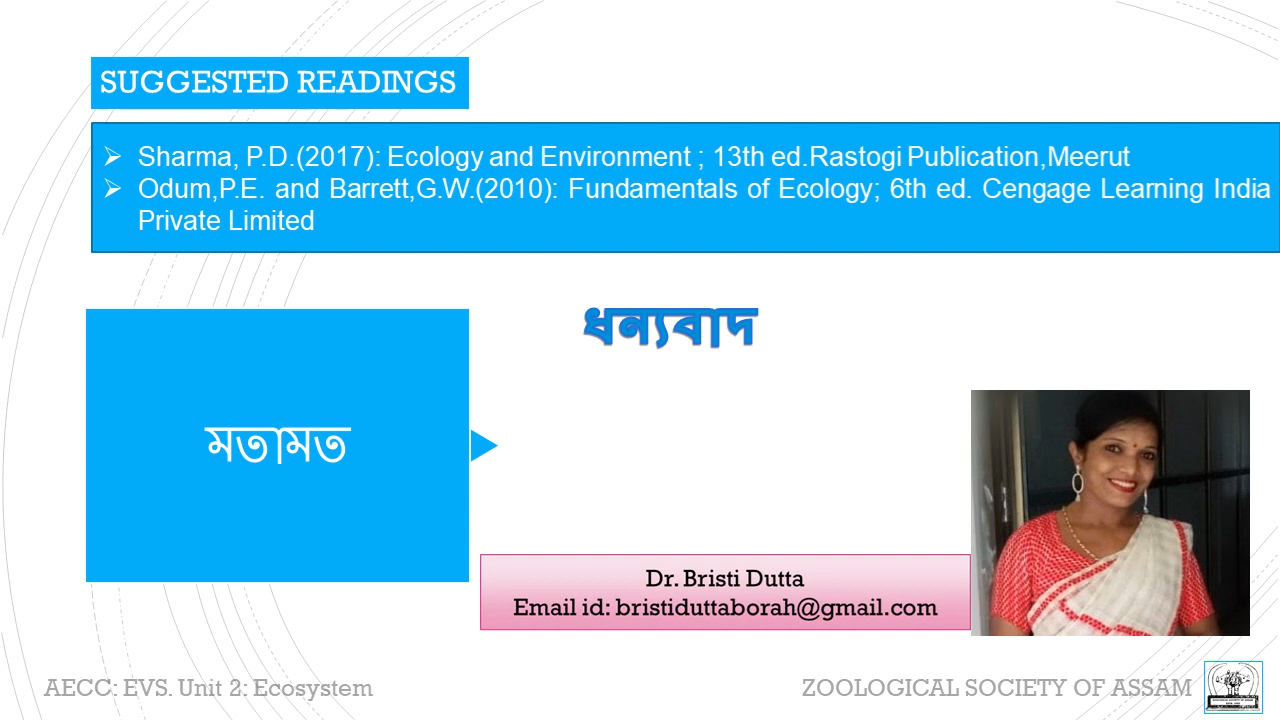 SUGGESTED READINGS
➢ Sharma, P.D.(2017): Ecology and Environment ; 13th ed.Rastogi Publication,Meerut
➢ Odum,P.E. and Barrett,G.W.(2010): Fundamentals of Ecology; 6th ed. Cengage Learning India
Private Limited
ধন্যবাদ
মতামত
Dr. Bristi Dutta
Email id: bristiduttaborah@gmail.com
AECC: EVS. Unit 2: Ecosystem
ZOOLOGICAL SOCIETY OF ASSAM